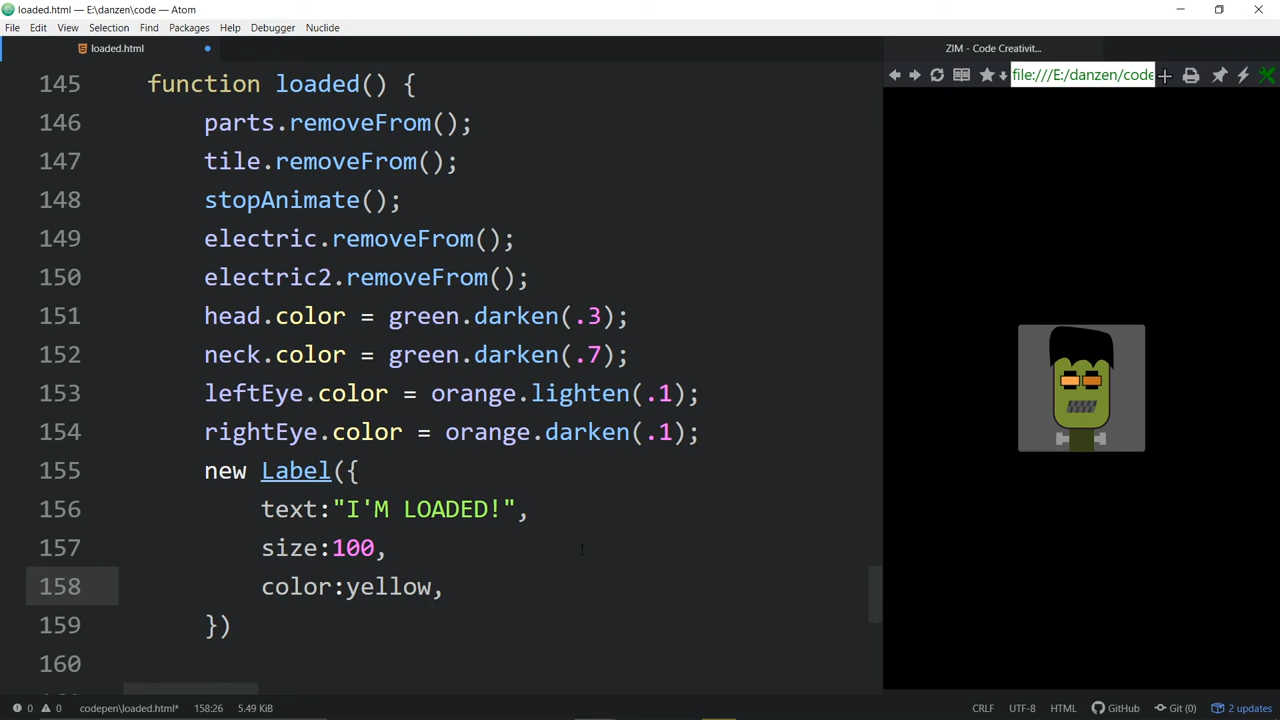 loaded.html — E:\danzen\code — Atom
File Edit View Selection Find Packages Help Debugger Nuclide
loaded.html
ZIM - Code Creativit...
file:///E:/danzen/code
145 function loaded() {
146 parts.removeFrom();
147 tile.removeFrom();
148 stopAnimate();
149 electric.removeFrom();
150 electric2.removeFrom();
151 head.color = green.darken(.3);
152 neck.color = green.darken(.7);
153 leftEye.color = orange.lighten(.1);
154 rightEye.color = orange.darken(.1);
155 new Label({
156 text:"I'M LOADED!",
157 size:100,
158 color:yellow,
159 })
160
0 0 codepen\loaded.html* 158:26 5.49 KiB CRLF UTF-8 HTML GitHub Git (0) 2 updates